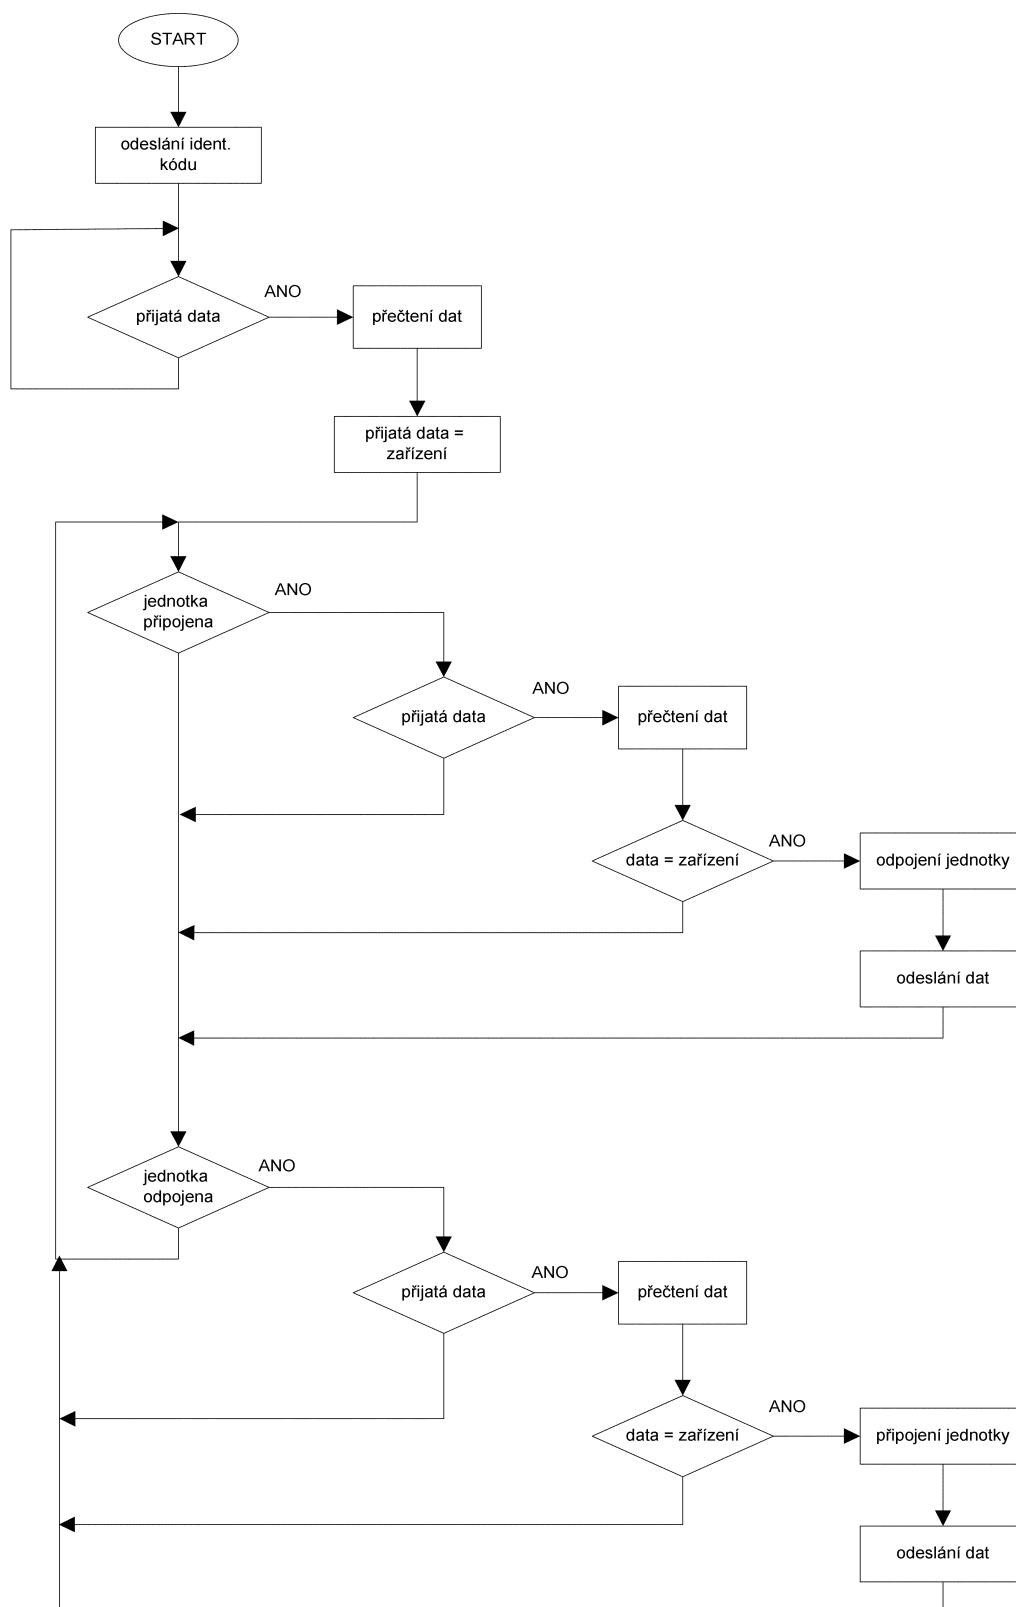 START
odeslání ident.
kódu
přijatá data
ANO
přečtení dat
přijatá data =
zařízení
jednotka
připojena
ANO
přijatá data
ANO
přečtení dat
data = zařízení
ANO
odpojení jednotky
odeslání dat
jednotka
odpojena
ANO
přijatá data
ANO
přečtení dat
data = zařízení
ANO
připojení jednotky
odeslání dat